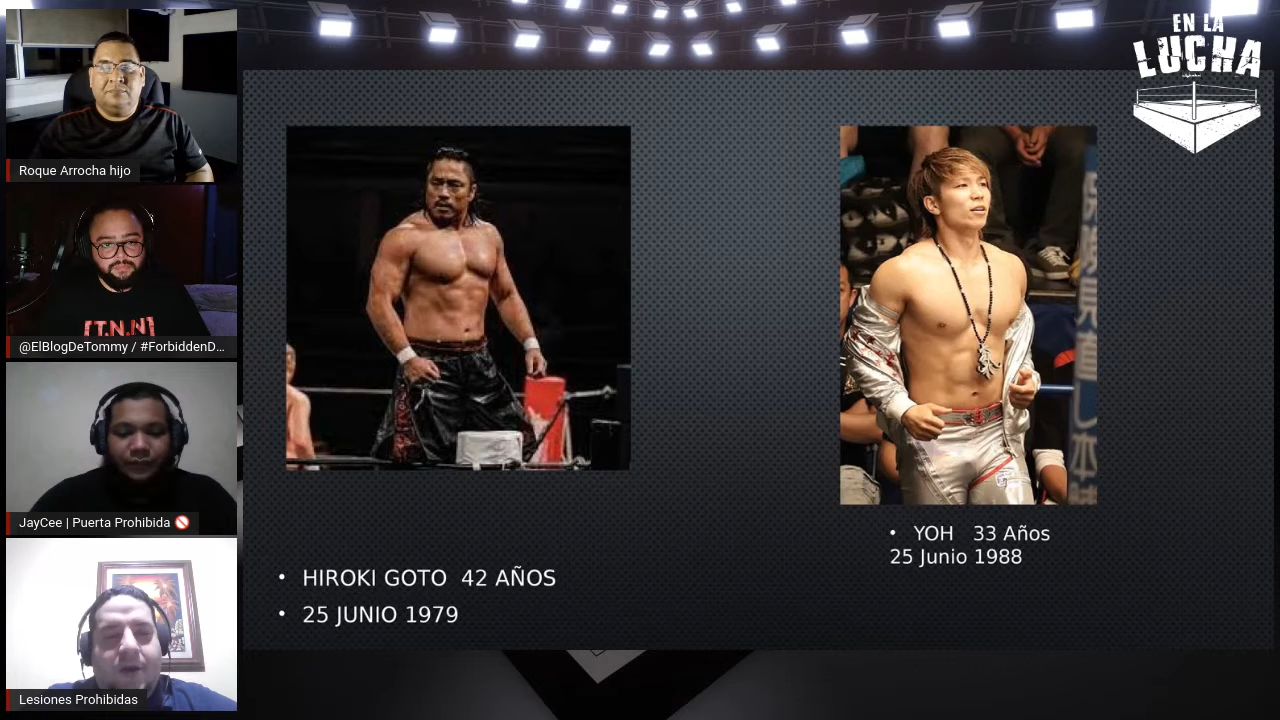 EN LA
LUCHA
Roque Arrocha hijo
[T.N.N]
@ElBlogDeTommy / #ForbiddenD...
JayCee | Puerta Prohibida 🚫
Lesiones Prohibidas
• HIROKI GOTO 42 AÑOS
• 25 JUNIO 1979
• YOH 33 Años
25 Junio 1988